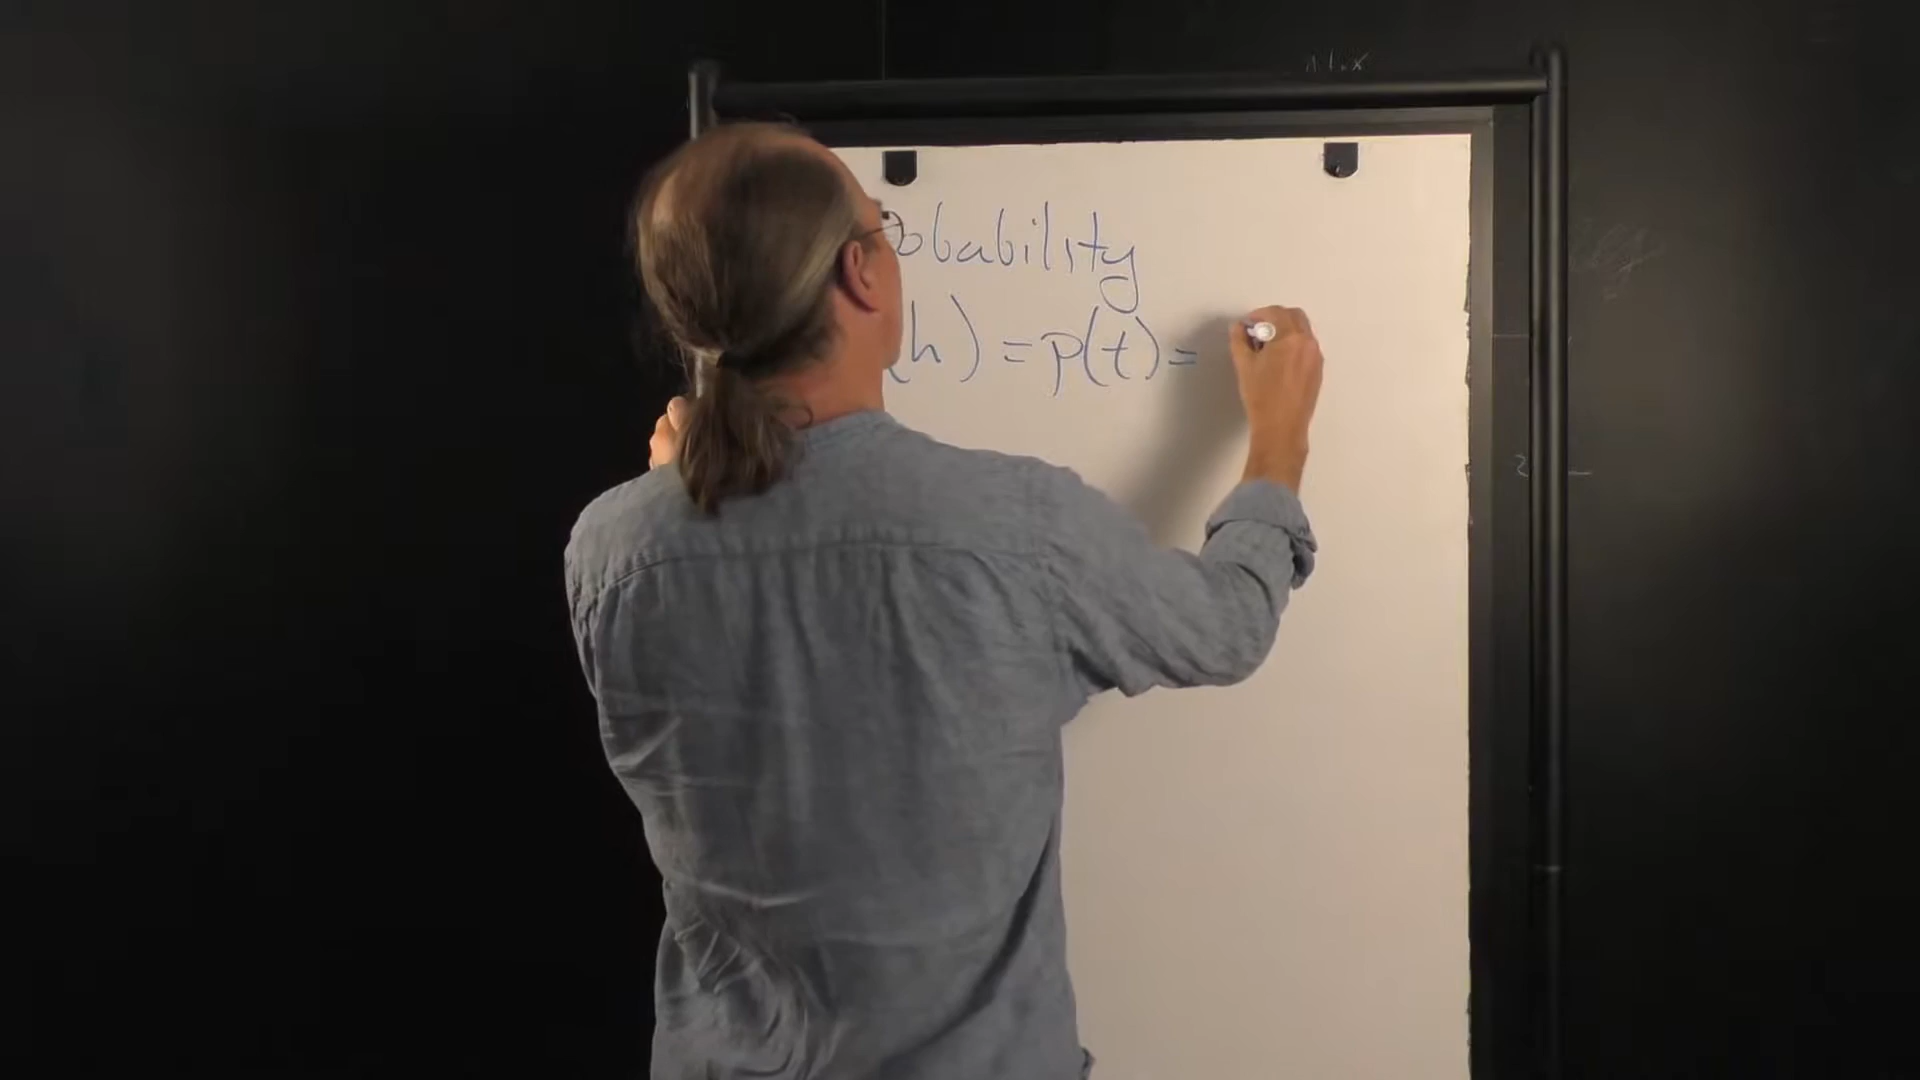 obability
(h) = p(t) =